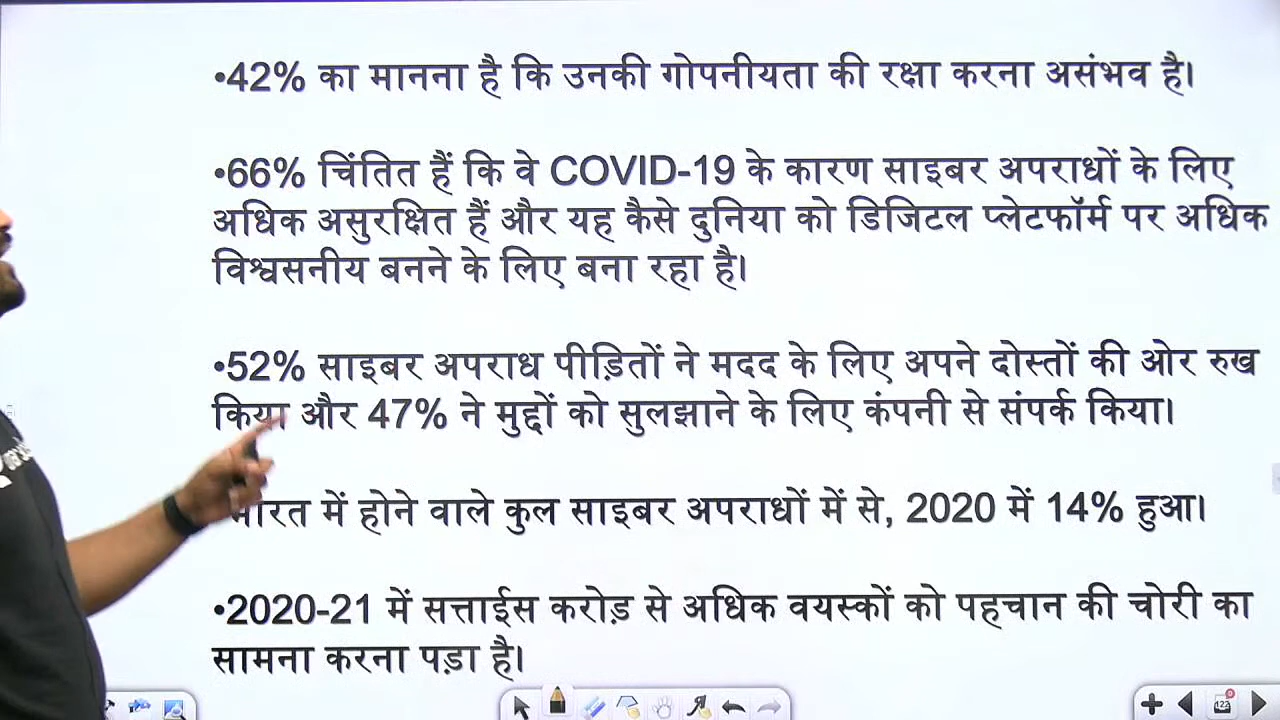 •42% का मानना है कि उनकी गोपनीयता की रक्षा करना असंभव है।
•66% चिंतित हैं कि वे COVID-19 के कारण साइबर अपराधों के लिए
अधिक असुरक्षित हैं और यह कैसे दुनिया को डिजिटल प्लेटफॉर्म पर अधिक
विश्वसनीय बनने के लिए बना रहा है।
•52% साइबर अपराध पीड़ितों ने मदद के लिए अपने दोस्तों की ओर रुख
किया और 47% ने मुद्दों को सुलझाने के लिए कंपनी से संपर्क किया।
भारत में होने वाले कुल साइबर अपराधों में से, 2020 में 14% हुआ।
•2020-21 में सत्ताईस करोड़ से अधिक वयस्कों को पहचान की चोरी का
सामना करना पड़ा है।